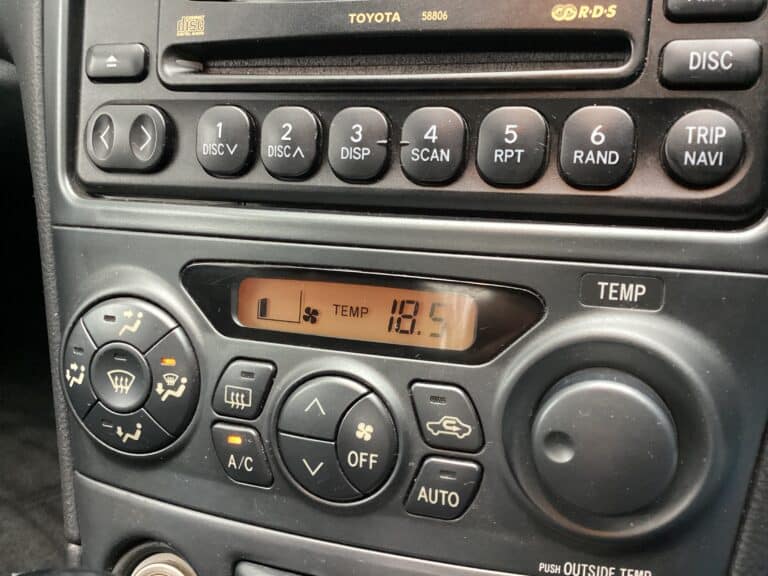 TOYOTA 58806 R·D·S
DISC
1 DISC∨
2 DISC∧
3 DISP
4 SCAN
5 RPT
6 RAND
TRIP NAVI
TEMP 18.5
TEMP
A/C
OFF
AUTO
PUSH OUTSIDE TEMP